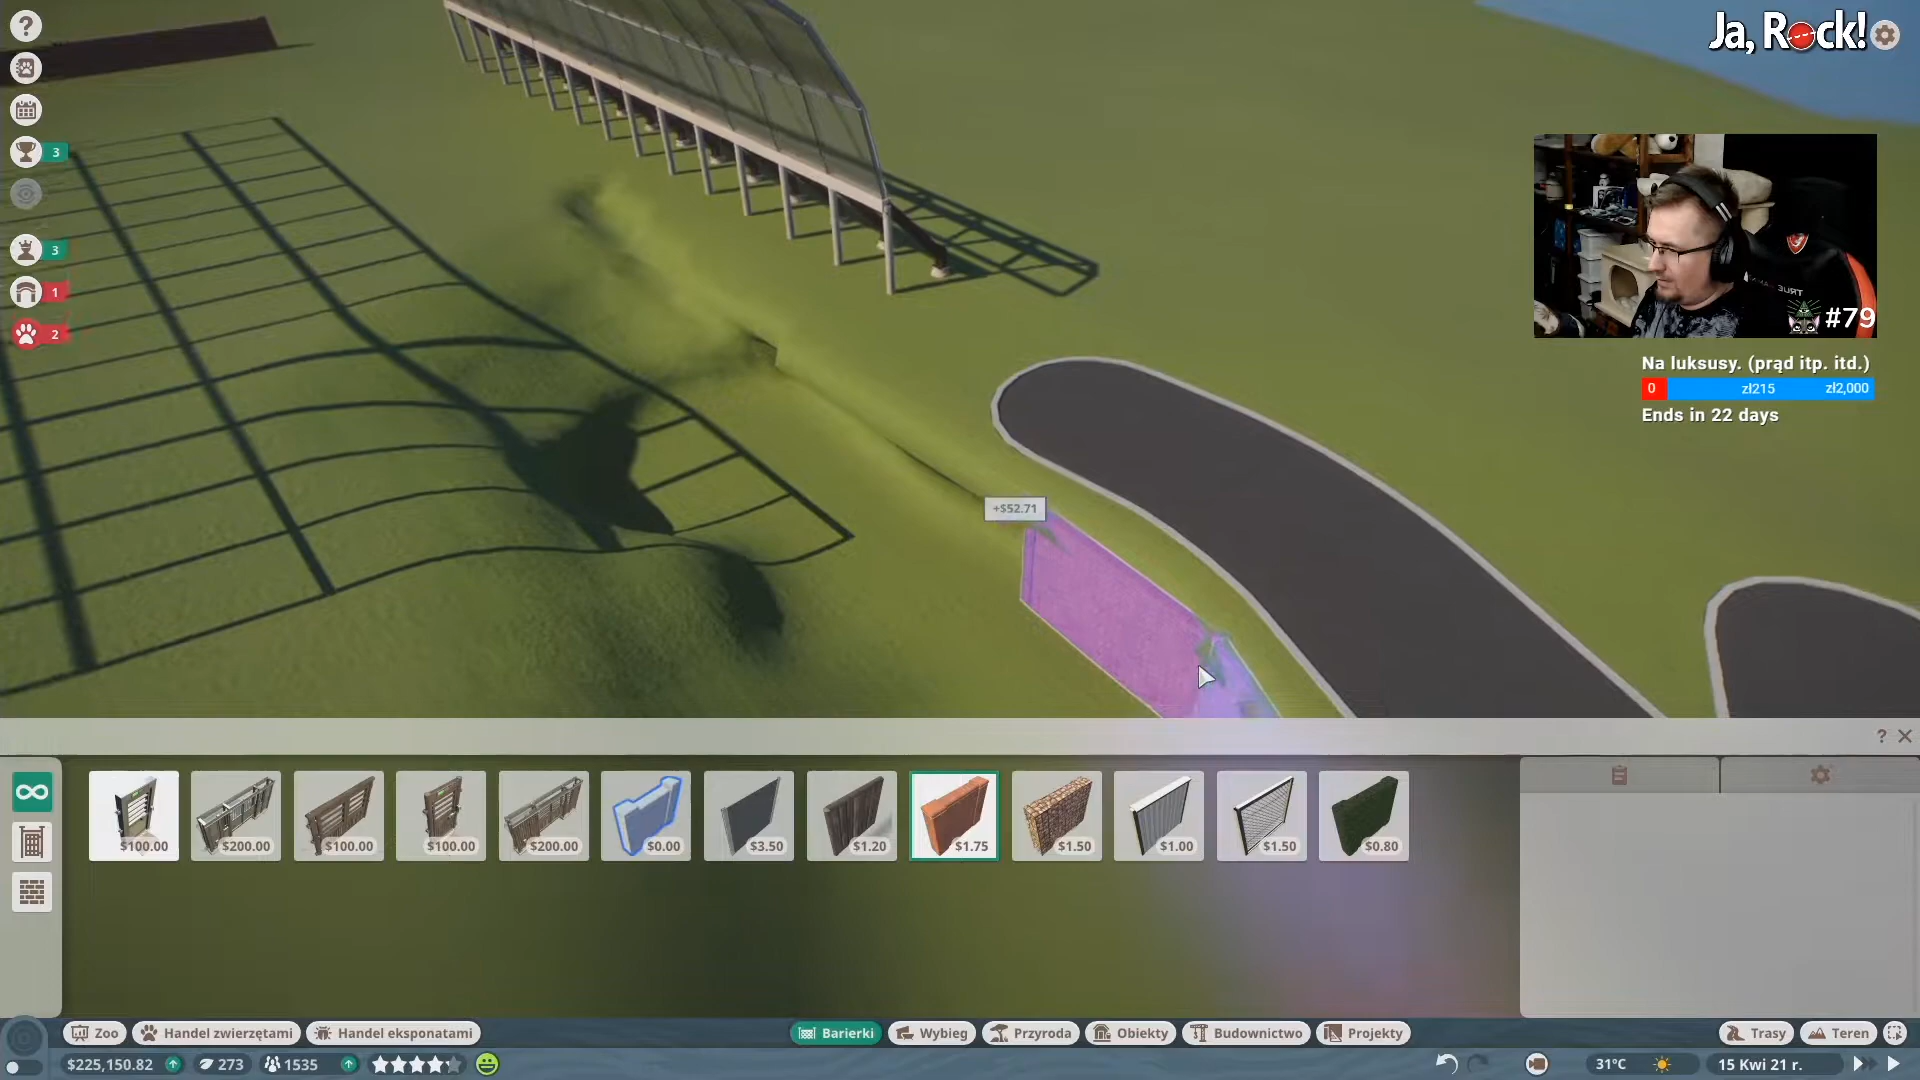 Ja, Rock!
3
3
1
2
#79
Na luksusy. (prąd itp. itd.)
0 zł215 zł2,000
Ends in 22 days
+$52.71
? ×
$100.00 $200.00 $100.00 $100.00 $200.00 $0.00 $3.50 $1.20 $1.75 $1.50 $1.00 $1.50 $0.80
Zoo Handel zwierzętami Handel eksponatami Barierki Wybieg Przyroda Obiekty Budownictwo Projekty Trasy Teren
$225,150.82 273 1535 31°C 15 Kwi 21 r.